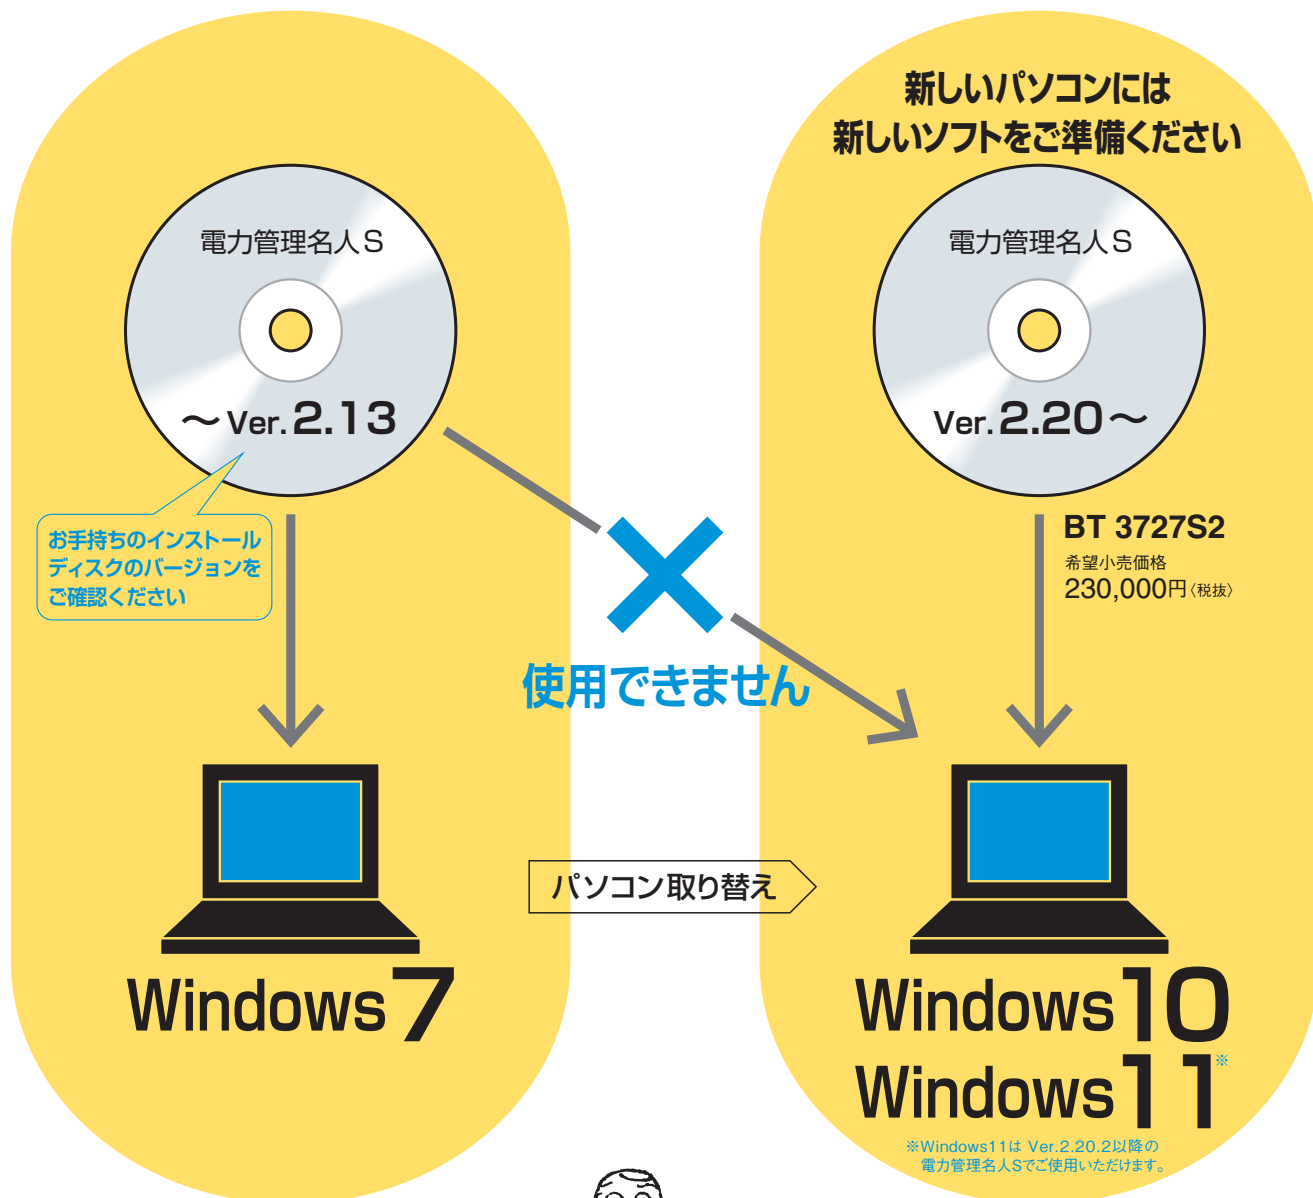 電力管理名人S
～Ver.2.13
お手持ちのインストール
ディスクのバージョンを
ご確認ください
Windows7
使用できません
パソコン取り替え
新しいパソコンには
新しいソフトをご準備ください
電力管理名人S
Ver.2.20～
BT 3727S2
希望小売価格
230,000円〈税抜〉
Windows10
Windows11※
※Windows11は Ver.2.20.2以降の
電力管理名人Sでご使用いただけます。